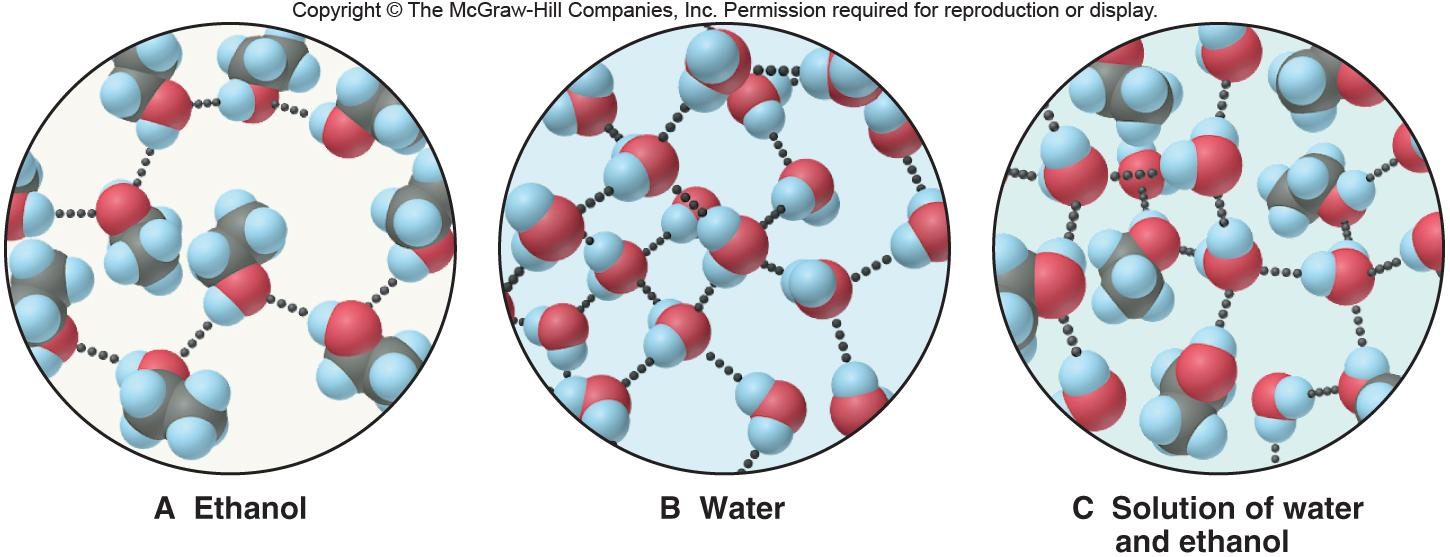 Copyright © The McGraw-Hill Companies, Inc. Permission required for reproduction or display.
A Ethanol
B Water
C Solution of water
and ethanol